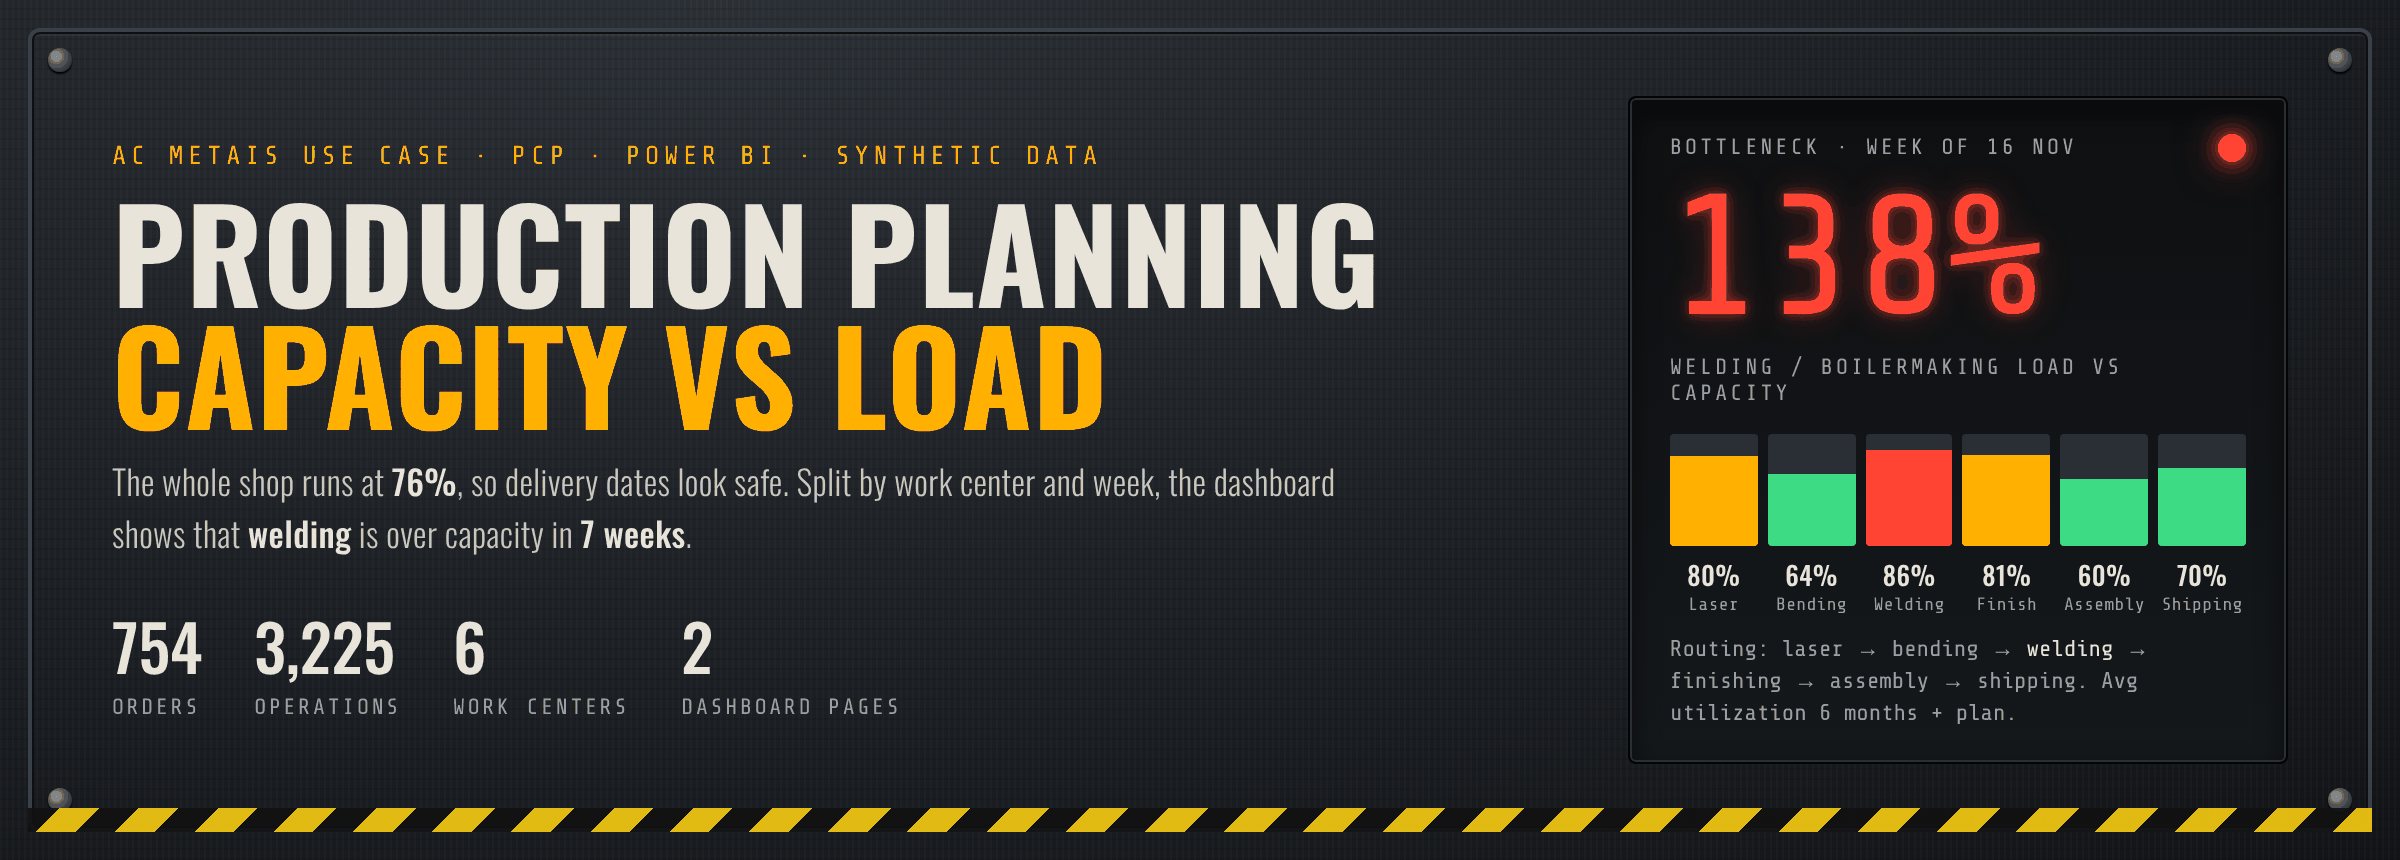 AC METAIS USE CASE · PCP · POWER BI · SYNTHETIC DATA
PRODUCTION PLANNING
CAPACITY VS LOAD
The whole shop runs at 76%, so delivery dates look safe. Split by work center and week, the dashboard
shows that welding is over capacity in 7 weeks.
754
ORDERS
3,225
OPERATIONS
6
WORK CENTERS
2
DASHBOARD PAGES
BOTTLENECK · WEEK OF 16 NOV
138%
WELDING / BOILERMAKING LOAD VS
CAPACITY
80% 64% 86% 81% 60% 70%
Laser Bending Welding Finish Assembly Shipping
Routing: laser → bending → welding →
finishing → assembly → shipping. Avg
utilization 6 months + plan.